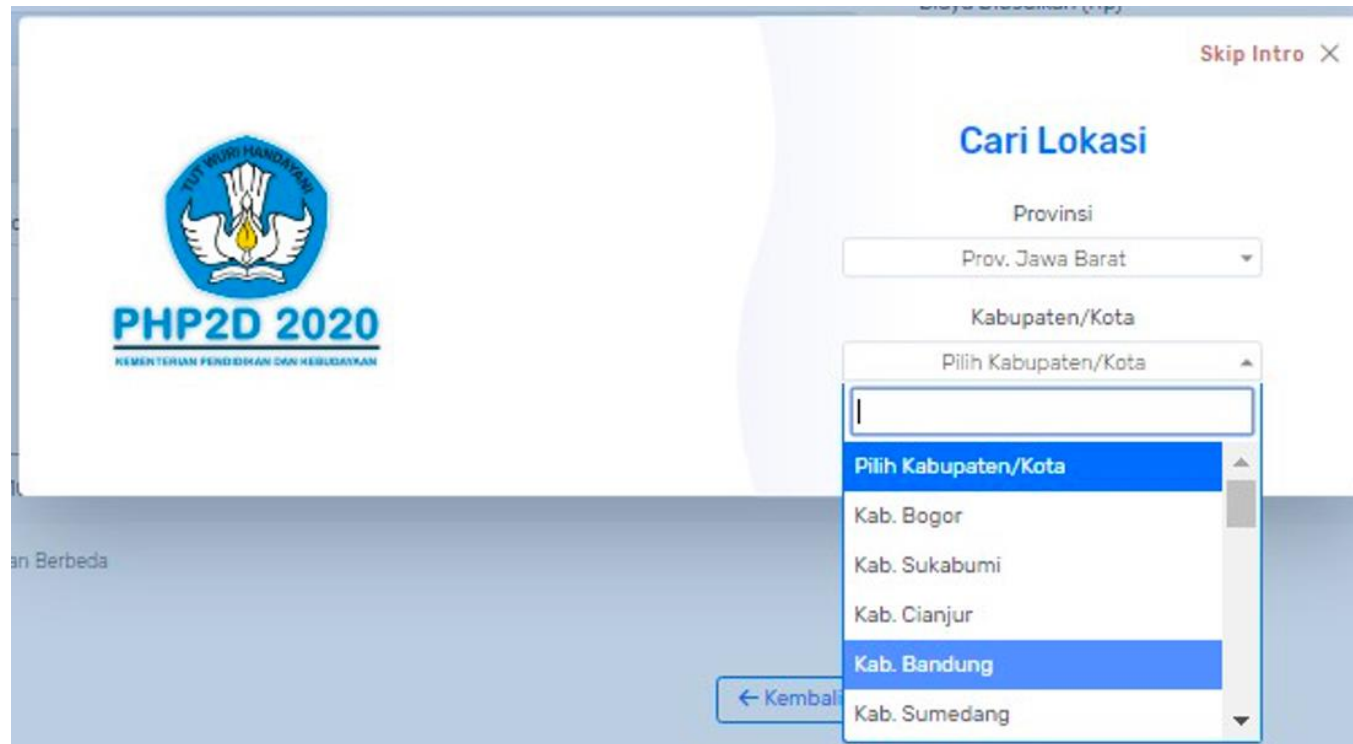 Skip Intro
TUT WURI HANDAYANI
PHP2D 2020
KEMENTERIAN PENDIDIKAN DAN KEBUDAYAAN
Cari Lokasi
Provinsi
Prov. Jawa Barat
Kabupaten/Kota
Pilih Kabupaten/Kota
Pilih Kabupaten/Kota
Kab. Bogor
Kab. Sukabumi
Kab. Cianjur
Kab. Bandung
Kab. Sumedang
an Berbeda
← Kembali